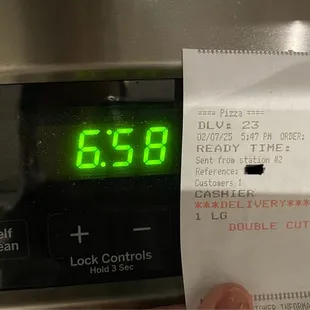 6:58
elf
ean
+ -
Lock Controls
Hold 3 Sec
==== Pizza ====
DLV: 23
02/07/25 5:47 PM ORDER:
READY TIME:
Sent from station #2
Reference:
Customers 1
CASHIER
***DELIVERY***
1 LG
DOUBLE CUT